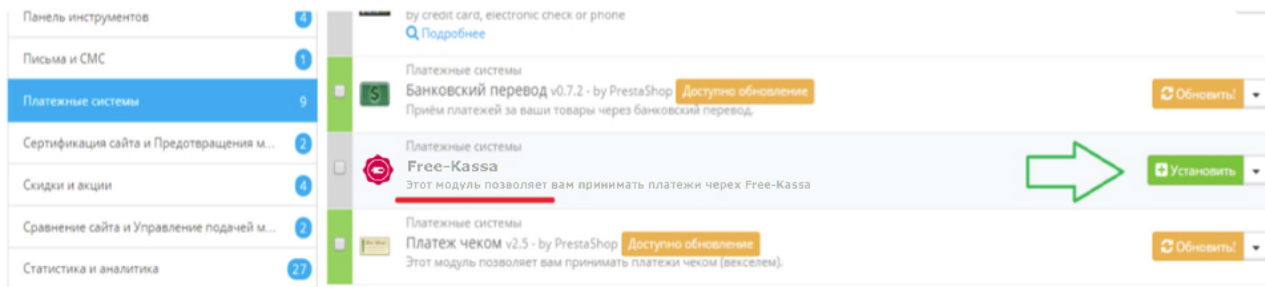 Панель инструментов 4
Письма и СМС 1
Платежные системы 9
Сертификация сайта и Предотвращения м... 2
Скидки и акции 4
Сравнение сайта и Управление подачей м... 2
Статистика и аналитика 27
by credit card, electronic check or phone
Подробнее
Платежные системы
Банковский перевод v0.7.2 - by PrestaShop Доступно обновление
Приём платежей за ваши товары через банковский перевод.
Обновить!
Платежные системы
Free-Kassa
Этот модуль позволяет вам принимать платежи черех Free-Kassa
Установить
Платежные системы
Платеж чеком v2.5 - by PrestaShop Доступно обновление
Этот модуль позволяет вам принимать платежи чеком (векселем).
Обновить!